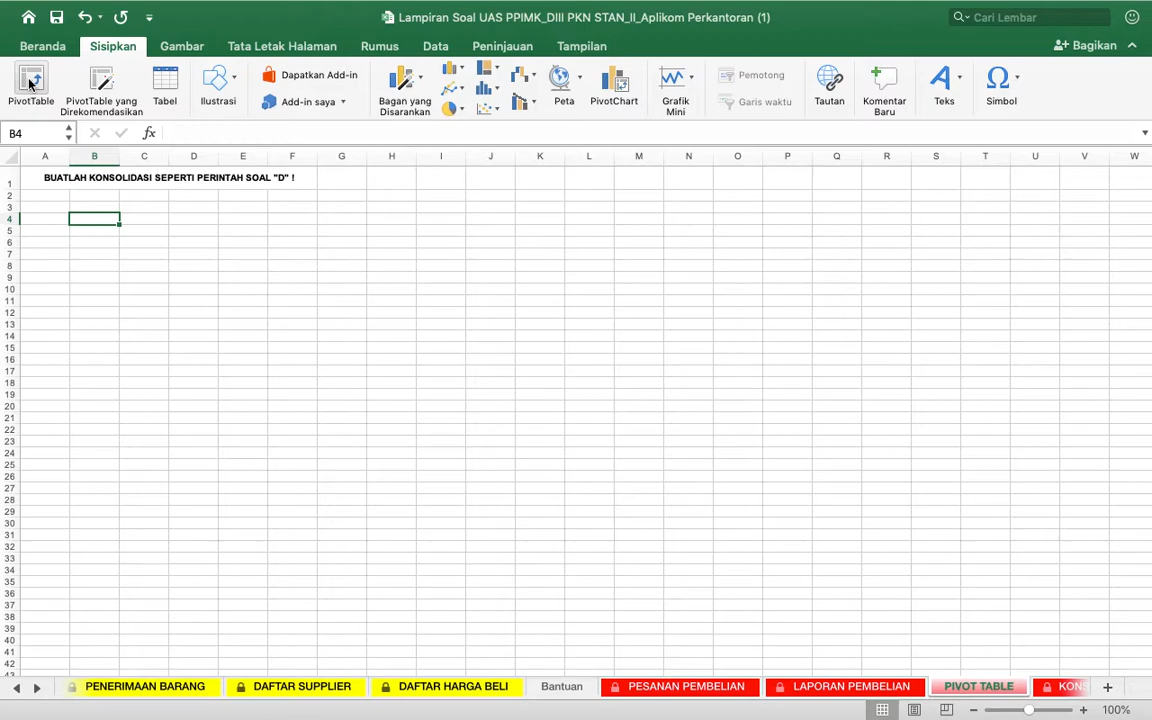 Lampiran Soal UAS PPIMK_DIII PKN STAN_II_Aplikom Perkantoran (1)
Cari Lembar
Beranda Sisipkan Gambar Tata Letak Halaman Rumus Data Peninjauan Tampilan
Bagikan
PivotTable
PivotTable yang
Direkomendasikan
Tabel
Ilustrasi
Dapatkan Add-in
Add-in saya
Bagan yang
Disarankan
Peta
PivotChart
Grafik
Mini
Pemotong
Garis waktu
Tautan
Komentar
Baru
Teks
Simbol
B4
fx
A B C D E F G H I J K L M N O P Q R S T U V W
1 BUATLAH KONSOLIDASI SEPERTI PERINTAH SOAL "D" !
2
3
4
5
6
7
8
9
10
11
12
13
14
15
16
17
18
19
20
21
22
23
24
25
26
27
28
29
30
31
32
33
34
35
36
37
38
39
40
41
42
43
PENERIMAAN BARANG DAFTAR SUPPLIER DAFTAR HARGA BELI Bantuan PESANAN PEMBELIAN LAPORAN PEMBELIAN PIVOT TABLE KONS
100%